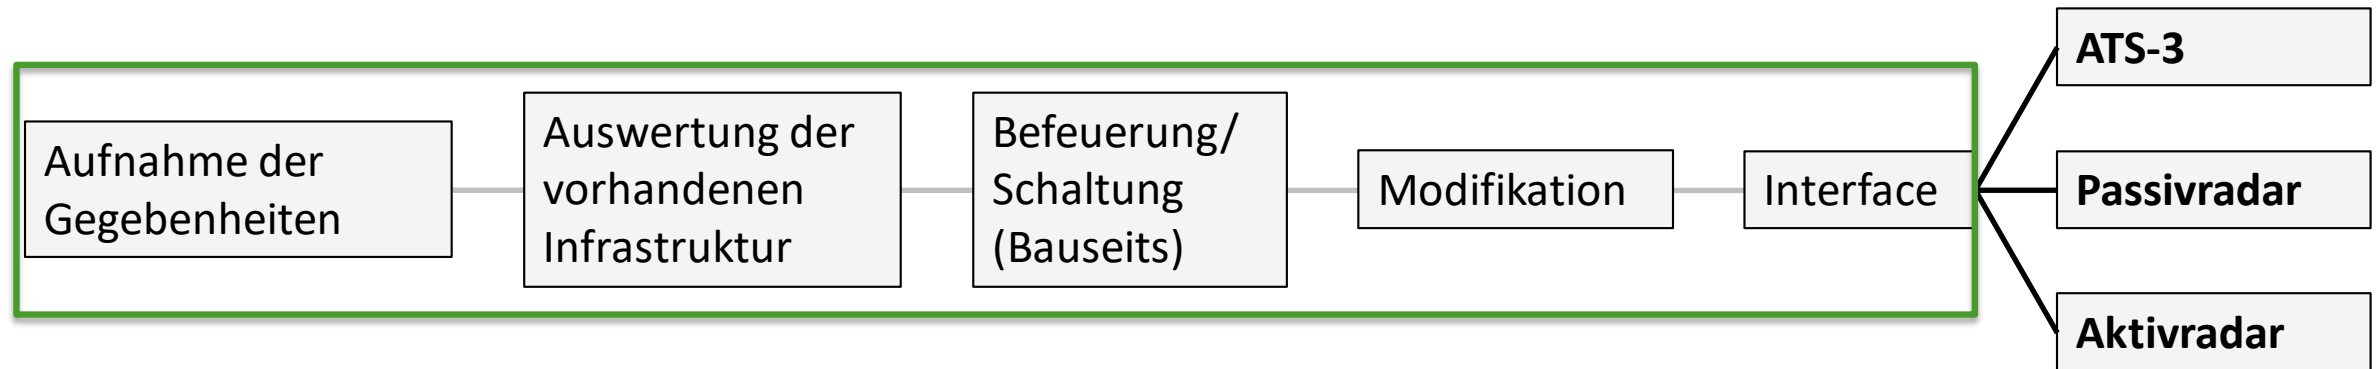 Aufnahme der
Gegebenheiten
Auswertung der
vorhandenen
Infrastruktur
Befeuerung/
Schaltung
(Bauseits)
Modifikation
Interface
ATS-3
Passivradar
Aktivradar